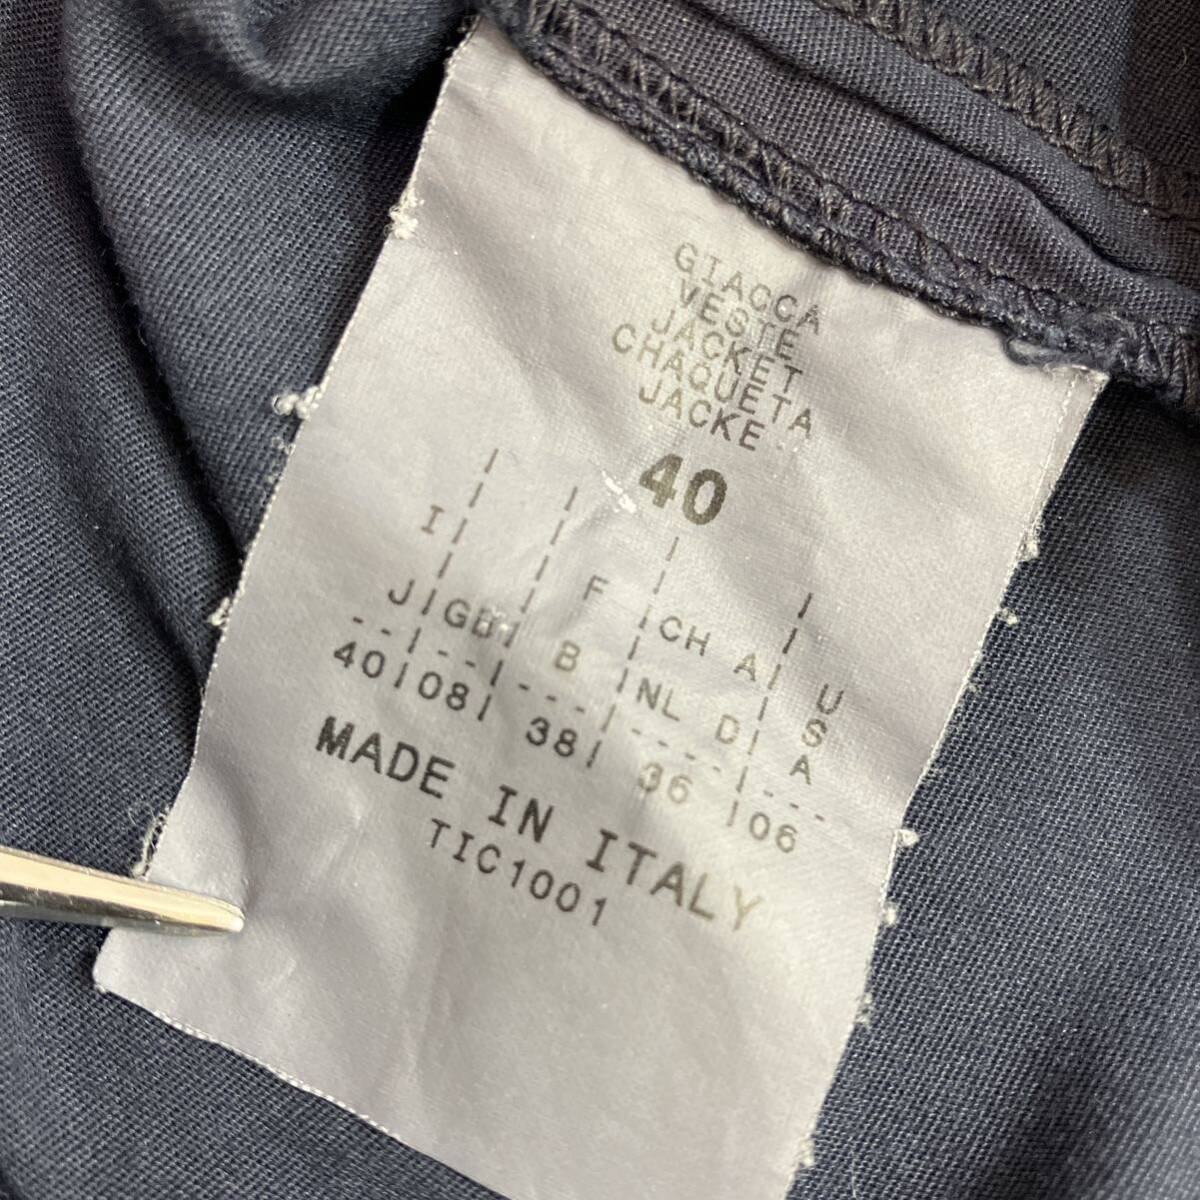 GIACCA
VESTE
JACKET
CHAQUETA
JACKE
40
I | | F | | |
J | GB | B | CH | A | U
NL | D | S
A
--|--|---|----|--
40|08|38|36|06
MADE IN ITALY
TIC1001